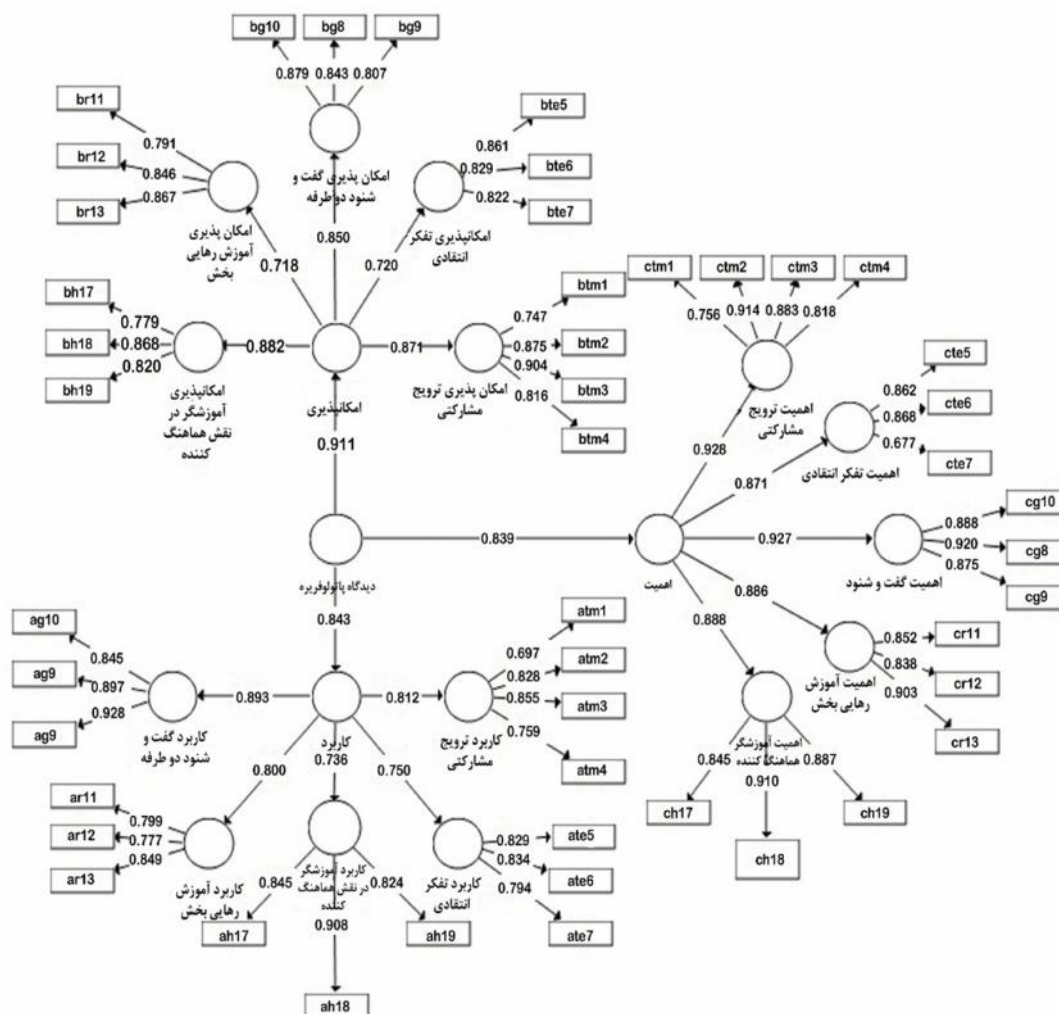 bg10 bg8 bg9
0.879 0.843 0.807
br11
br12
br13
0.791
0.846
0.867
bte5
bte6
bte7
0.861
0.829
0.822
امکان پذیری گفت و
شنود دو طرفه
امکانپذیری تفکر
انتقادی
امکان پذیری
آموزش رهایی
بخش
0.718
0.850
0.720
bh17
bh18
bh19
0.779
0.868
0.820
0.882
0.871
btm1
btm2
btm3
btm4
0.747
0.875
0.904
0.816
امکانپذیری
آموزشگر در
نقش هماهنگ
کننده
امکانپذیری
امکان پذیری ترویج
مشارکتی
0.911
ctm1 ctm2 ctm3 ctm4
0.756 0.914 0.883 0.818
اهمیت ترویج
مشارکتی
0.928
cte5
cte6
cte7
0.862
0.868
0.677
اهمیت تفکر انتقادی
0.871
دیدگاه پائولوفریره
0.839
اهمیت
0.927
cg10
cg8
cg9
0.888
0.920
0.875
اهمیت گفت و شنود
0.886
cr11
cr12
cr13
0.852
0.838
0.903
اهمیت آموزش
رهایی بخش
0.888
اهمیت آموزشگر
هماهنگ کننده
0.845 0.910 0.887
ch17 ch18 ch19
0.843
ag10
ag9
ag9
0.845
0.897
0.928
0.893
0.812
کاربرد گفت و
شنود دو طرفه
کاربرد
کاربرد ترویج
مشارکتی
atm1
atm2
atm3
atm4
0.697
0.828
0.855
0.759
0.800
0.736
0.750
ar11
ar12
ar13
0.799
0.777
0.849
کاربرد آموزش
رهایی بخش
کاربرد آموزشگر
در نقش هماهنگ
کننده
کاربرد تفکر
انتقادی
0.829
0.834
0.794
ate5
ate6
ate7
0.845 0.908 0.824
ah17 ah18 ah19